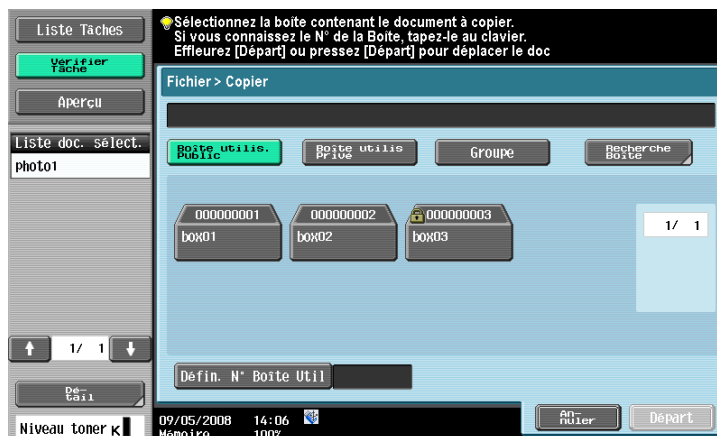 Liste Tâches
Vérifier
Tâche
Aperçu
Liste doc. sélect.
photo1
1/ 1
Dé-
tail
Niveau toner K
Sélectionnez la boîte contenant le document à copier.
Si vous connaissez le N° de la Boite, tapez-le au clavier.
Effleurez [Départ] ou pressez [Départ] pour déplacer le doc
Fichier > Copier
Boîte utilis.
Public
Boîte utilis
Privé
Groupe
Recherche
Boîte
000000001
box01
000000002
box02
000000003
box03
1/ 1
Défin. N° Boîte Util
An-
nuler
Départ
09/05/2008 14:06
Mémoire 100%